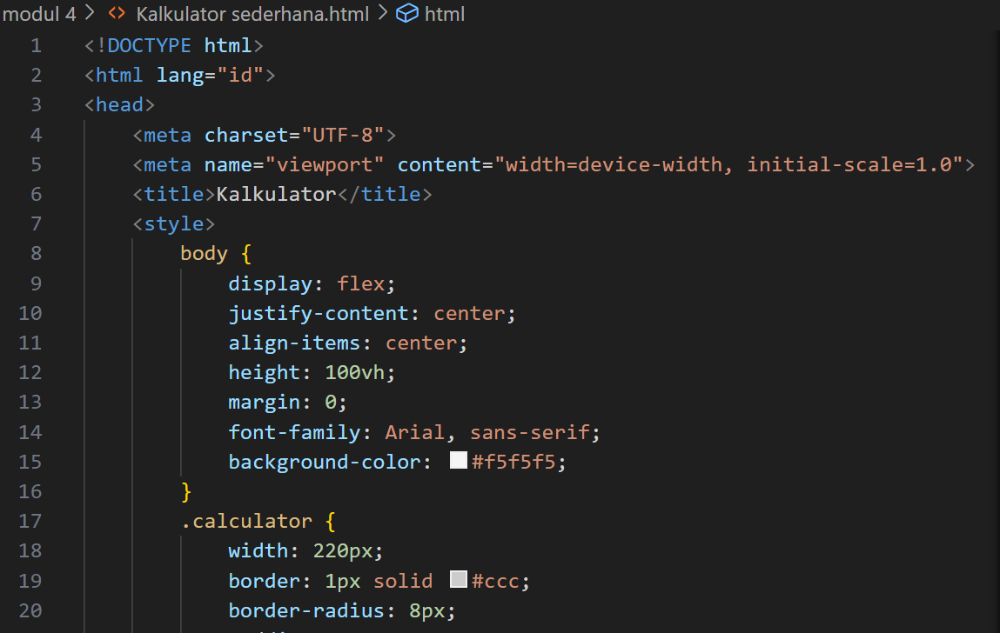 modul 4 > <> Kalkulator sederhana.html > html
1 <!DOCTYPE html>
2 <html lang="id">
3 <head>
4 <meta charset="UTF-8">
5 <meta name="viewport" content="width=device-width, initial-scale=1.0">
6 <title>Kalkulator</title>
7 <style>
8 body {
9 display: flex;
10 justify-content: center;
11 align-items: center;
12 height: 100vh;
13 margin: 0;
14 font-family: Arial, sans-serif;
15 background-color: #f5f5f5;
16 }
17 .calculator {
18 width: 220px;
19 border: 1px solid #ccc;
20 border-radius: 8px;